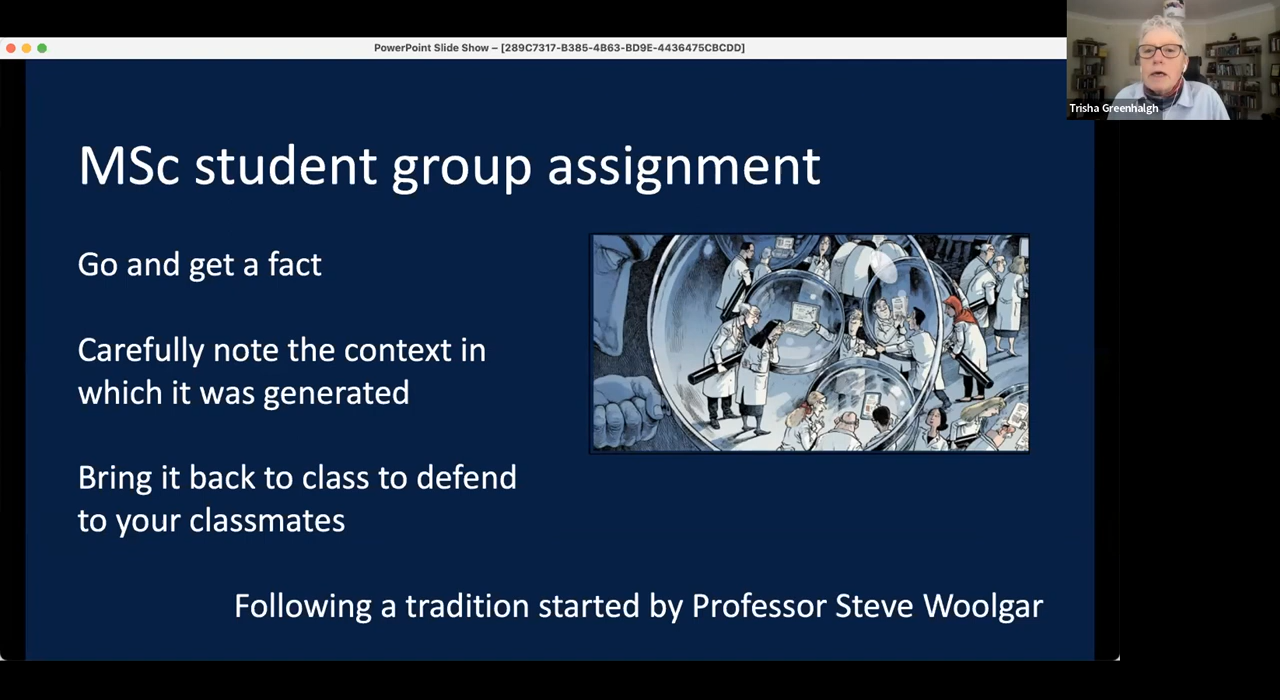 PowerPoint Slide Show – [289C7317-B385-4B63-BD9E-4436475CBCDD]
Trisha Greenhalgh
MSc student group assignment
Go and get a fact
Carefully note the context in
which it was generated
Bring it back to class to defend
to your classmates
Following a tradition started by Professor Steve Woolgar